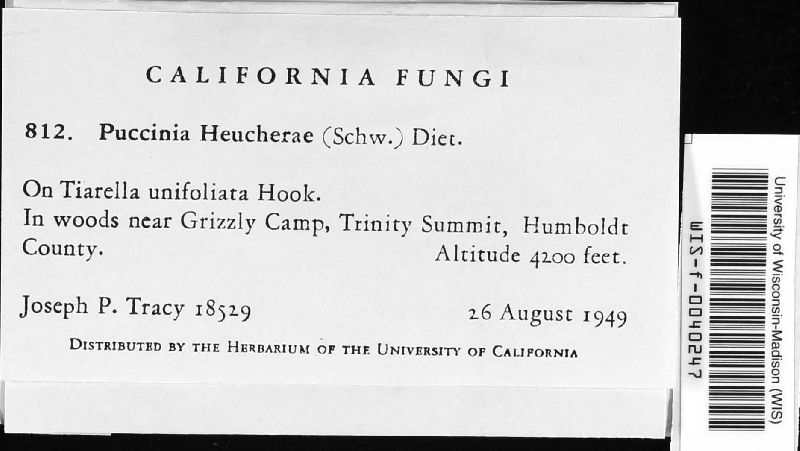 CALIFORNIA FUNGI
812. Puccinia Heucherae (Schw.) Diet.
On Tiarella unifoliata Hook.
In woods near Grizzly Camp, Trinity Summit, Humboldt
County. Altitude 4200 feet.
Joseph P. Tracy 18529 26 August 1949
DISTRIBUTED BY THE HERBARIUM OF THE UNIVERSITY OF CALIFORNIA
University of Wisconsin-Madison (WIS)
WIS-f-0040247